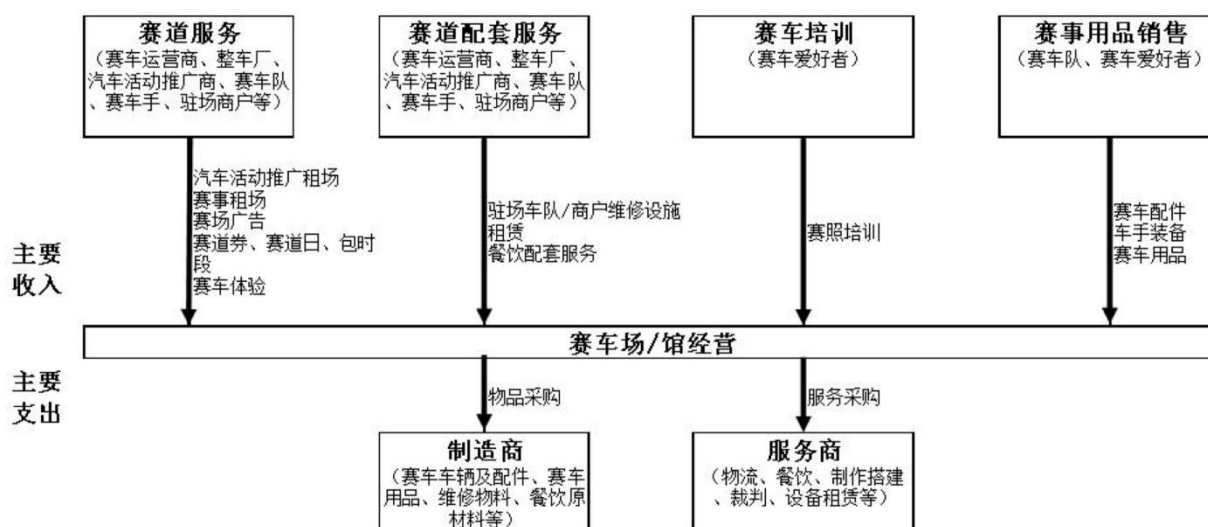 赛道服务
（赛车运营商、整车厂、
汽车活动推广商、赛车队
、赛车手、驻场商户等）
赛道配套服务
（赛车运营商、整车厂、
汽车活动推广商、赛车队
、赛车手、驻场商户等）
赛车培训
（赛车爱好者）
赛事用品销售
（赛车队、赛车爱好者）
主要
收入
汽车活动推广租场
赛事租场
赛场广告
赛道券、赛道日、包时
段
赛车体验
驻场车队/商户维修设施
租赁
餐饮配套服务
赛照培训
赛车配件
车手装备
赛车用品
赛车场/馆经营
主要
支出
物品采购
服务采购
制造商
（赛车车辆及配件、赛车
用品、维修物料、餐饮原
材料等）
服务商
（物流、餐饮、制作搭建
、裁判、设备租赁等）